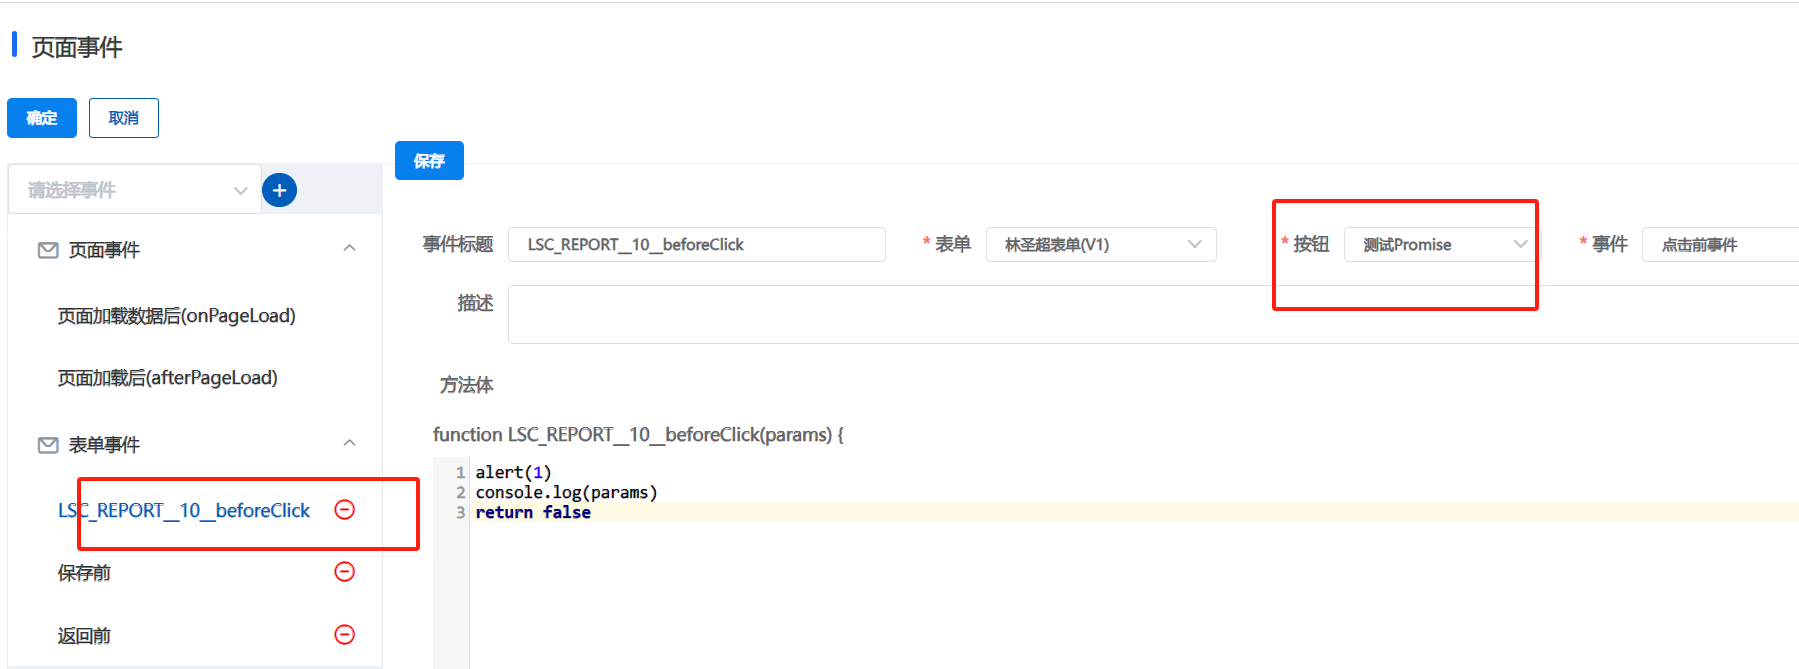 页面事件
确定 取消
保存
请选择事件
事件标题 LSC_REPORT__10__beforeClick * 表单 林圣超表单(V1) * 按钮 测试Promise * 事件 点击前事件
页面事件
描述
页面加载数据后(onPageLoad)
页面加载后(afterPageLoad)
方法体
表单事件
function LSC_REPORT__10__beforeClick(params) {
1 alert(1)
2 console.log(params)
3 return false
LSC_REPORT__10__beforeClick
保存前
返回前